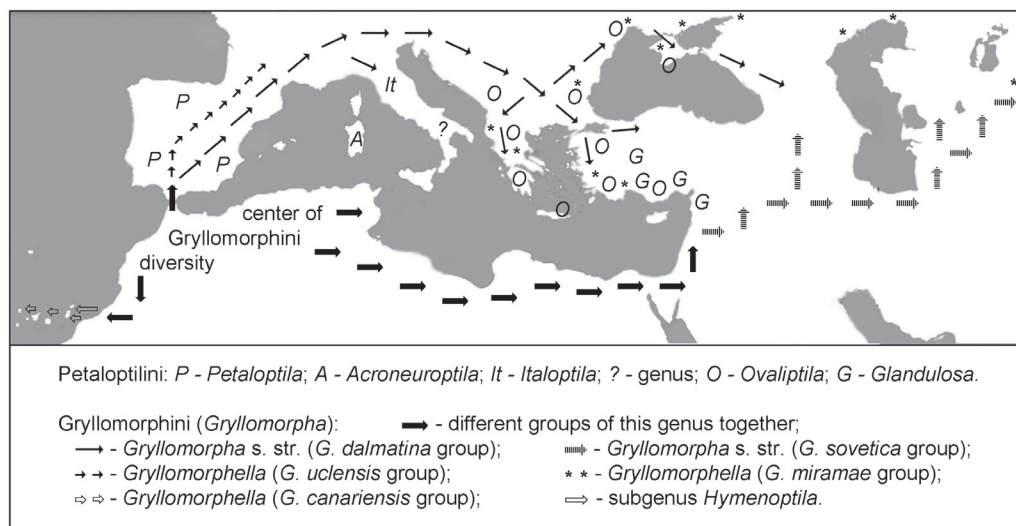 P
P
P
It
A
?
O
O
O
O
O
O
O
O
O
O
G
G
G
G
center of
Gryllomorphini
diversity
Petaloptilini: P - Petaloptila; A - Acroneuroptila; It - Italoptila; ? - genus; O - Ovaliptila; G - Glandulosa.
Gryllomorphini (Gryllomorpha): - different groups of this genus together;
- Gryllomorpha s. str. (G. dalmatina group); - Gryllomorpha s. str. (G. sovetica group);
- Gryllomorphella (G. uclensis group); * * - Gryllomorphella (G. miramae group);
- Gryllomorphella (G. canariensis group); - subgenus Hymenoptila.